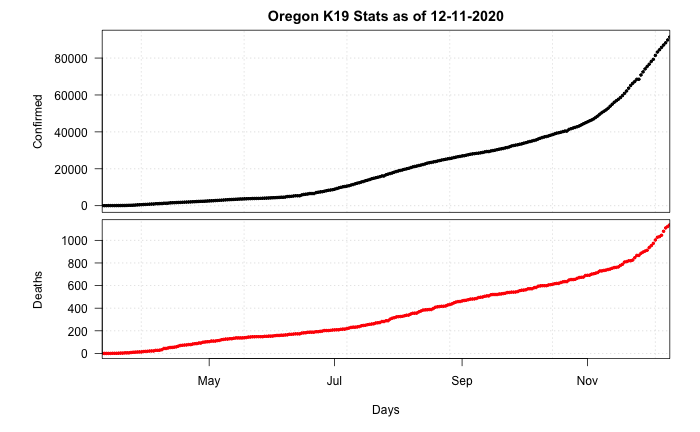 Oregon K19 Stats as of 12-11-2020
Confirmed
80000
60000
40000
20000
0
Deaths
1000
800
600
400
200
0
May Jul Sep Nov
Days